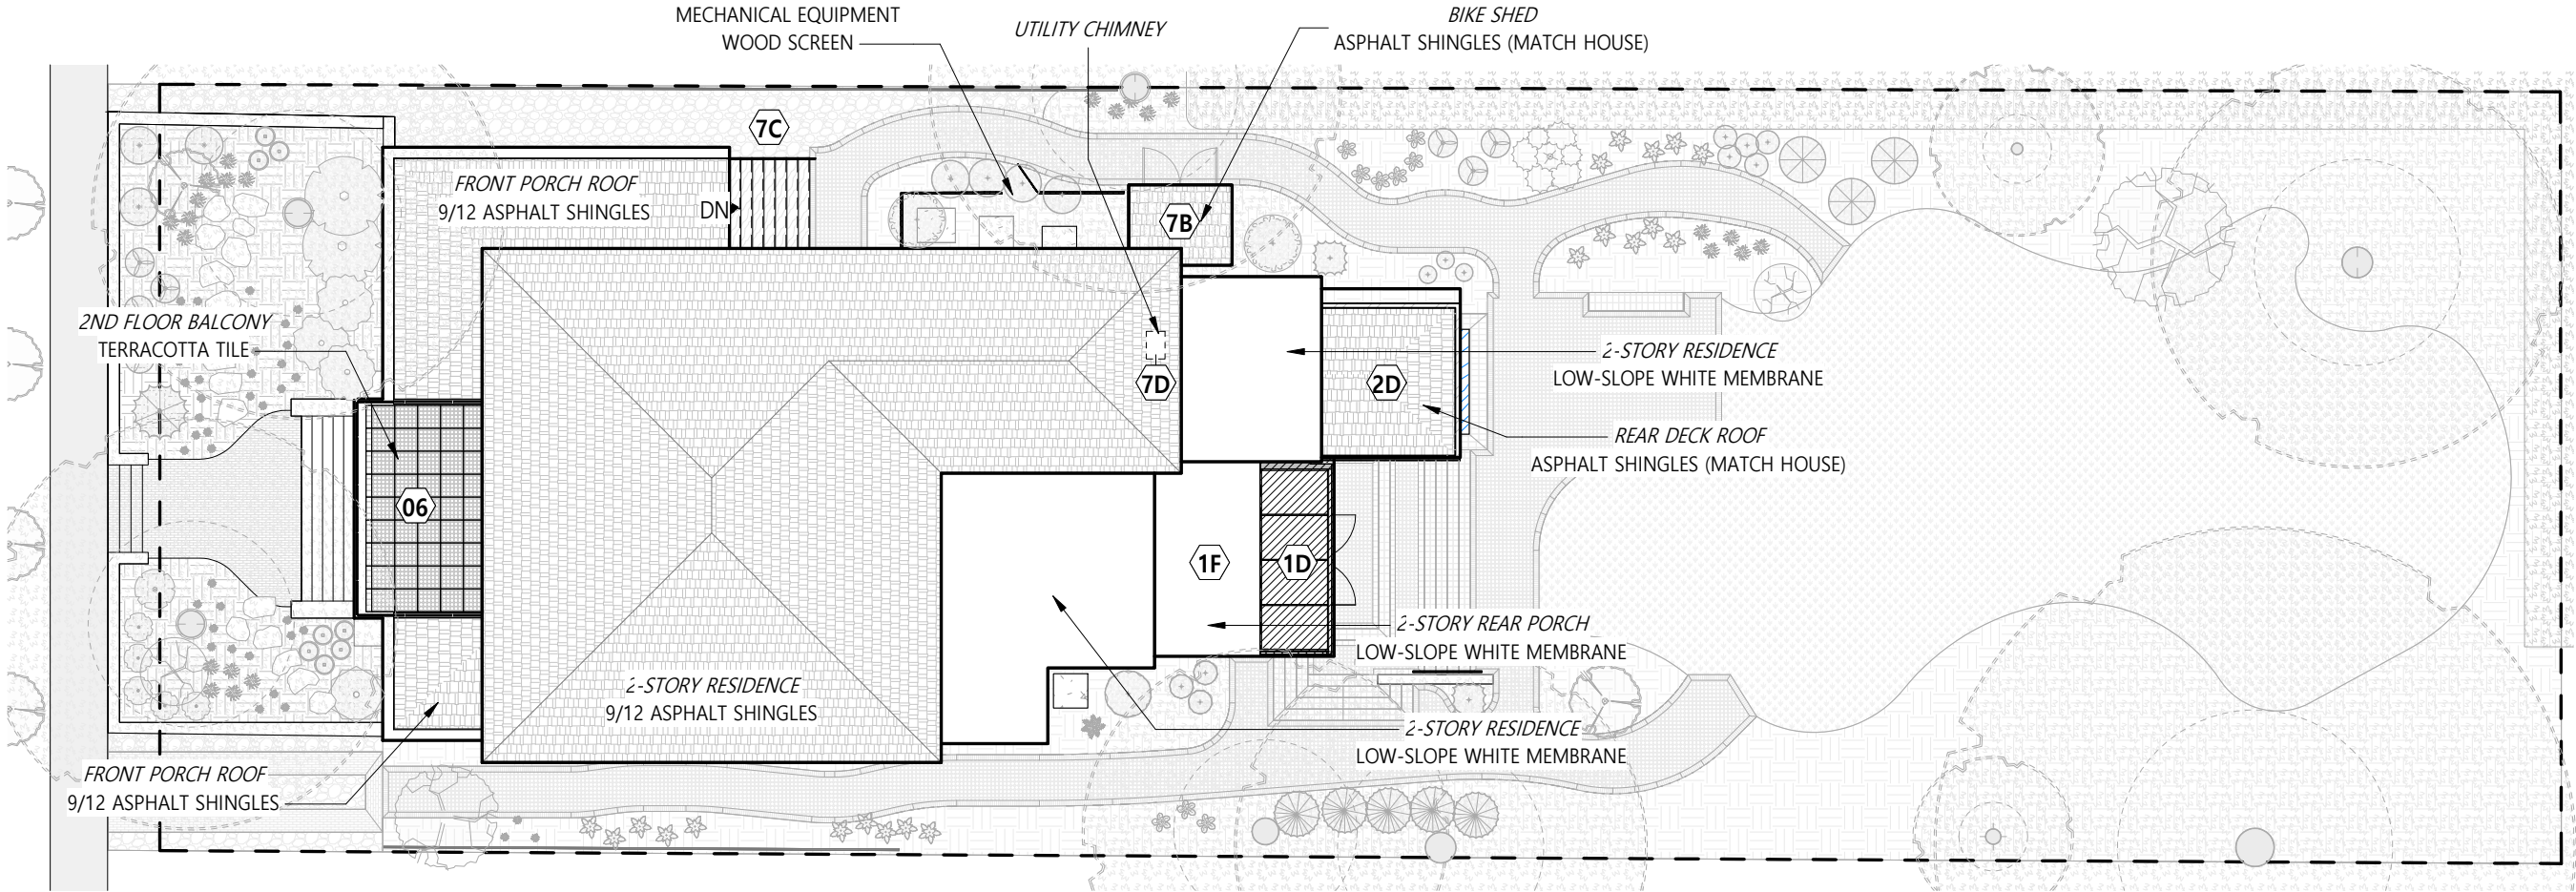 MECHANICAL EQUIPMENT
WOOD SCREEN
UTILITY CHIMNEY
BIKE SHED
ASPHALT SHINGLES (MATCH HOUSE)
7C
FRONT PORCH ROOF
9/12 ASPHALT SHINGLES
DN
7B
2ND FLOOR BALCONY
TERRACOTTA TILE
7D
2D
2-STORY RESIDENCE
LOW-SLOPE WHITE MEMBRANE
REAR DECK ROOF
ASPHALT SHINGLES (MATCH HOUSE)
06
1F
1D
2-STORY REAR PORCH
LOW-SLOPE WHITE MEMBRANE
2-STORY RESIDENCE
9/12 ASPHALT SHINGLES
2-STORY RESIDENCE
LOW-SLOPE WHITE MEMBRANE
FRONT PORCH ROOF
9/12 ASPHALT SHINGLES